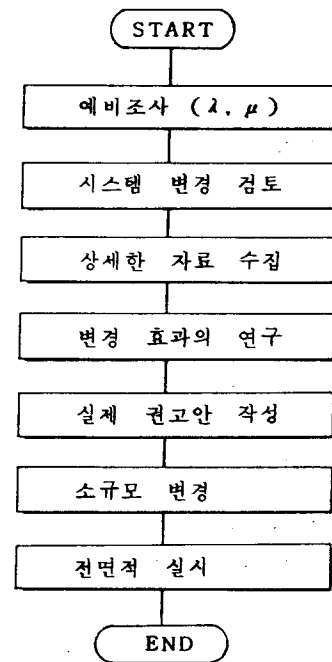 START
예비조사 (λ, μ)
시스템 변경 검토
상세한 자료 수집
변경 효과의 연구
실제 권고안 작성
소규모 변경
전면적 실시
END